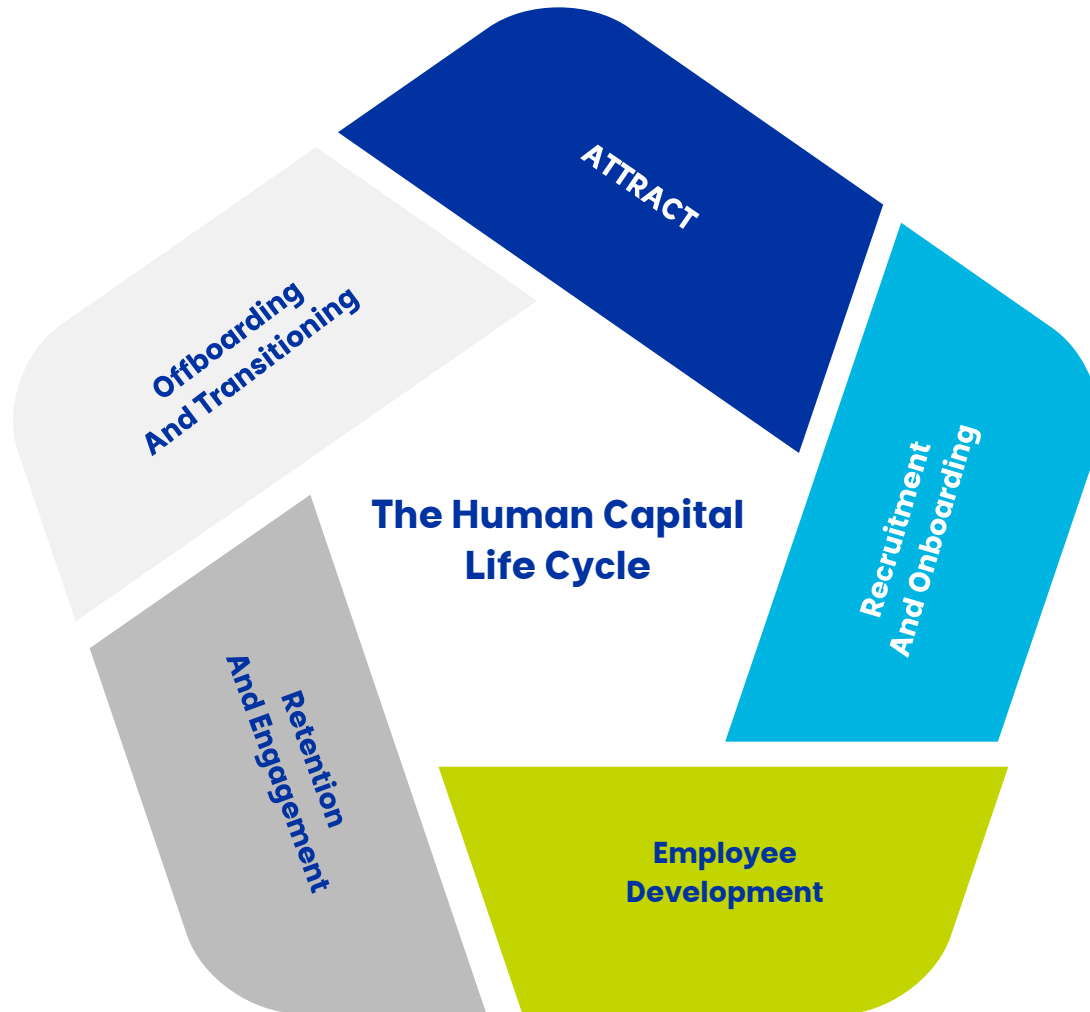 ATTRACT
Recruitment
And Onboarding
Employee
Development
Retention
And Engagement
Offboarding
And Transitioning
The Human Capital
Life Cycle